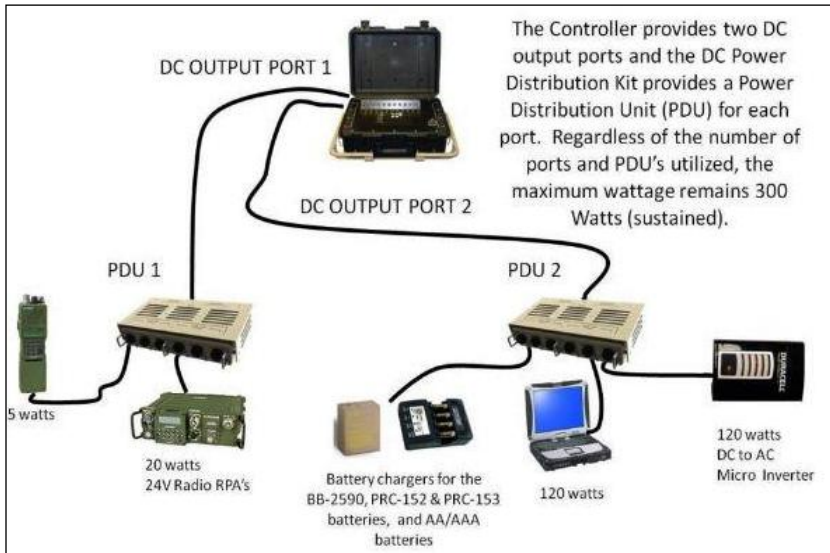 The Controller provides two DC
output ports and the DC Power
Distribution Kit provides a Power
Distribution Unit (PDU) for each
port. Regardless of the number of
ports and PDU's utilized, the
maximum wattage remains 300
Watts (sustained).
DC OUTPUT PORT 1
DC OUTPUT PORT 2
PDU 1
PDU 2
5 watts
20 watts
24V Radio RPA's
Battery chargers for the
BB-2590, PRC-152 & PRC-153
batteries, and AA/AAA
batteries
120 watts
DURACELL
120 watts
DC to AC
Micro Inverter